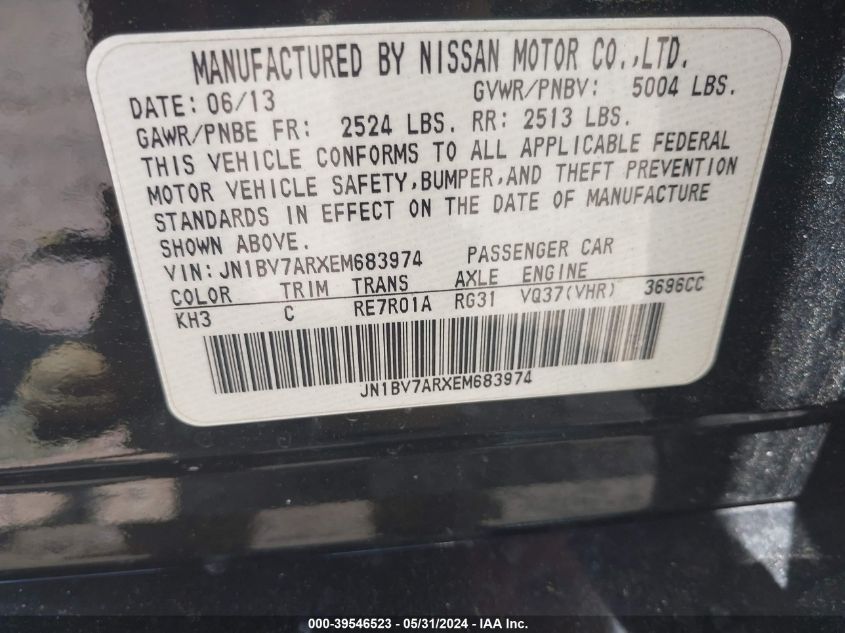 MANUFACTURED BY NISSAN MOTOR CO.,LTD.
DATE: 06/13 GVWR/PNBV: 5004 LBS.
GAWR/PNBE FR: 2524 LBS. RR: 2513 LBS.
THIS VEHICLE CONFORMS TO ALL APPLICABLE FEDERAL
MOTOR VEHICLE SAFETY,BUMPER,AND THEFT PREVENTION
STANDARDS IN EFFECT ON THE DATE OF MANUFACTURE
SHOWN ABOVE.
VIN: JN1BV7ARXEM683974 PASSENGER CAR
COLOR TRIM TRANS AXLE ENGINE
KH3 C RE7R01A RG31 VQ37(VHR) 3696CC
JN1BV7ARXEM683974
000-39546523 - 05/31/2024 - IAA Inc.